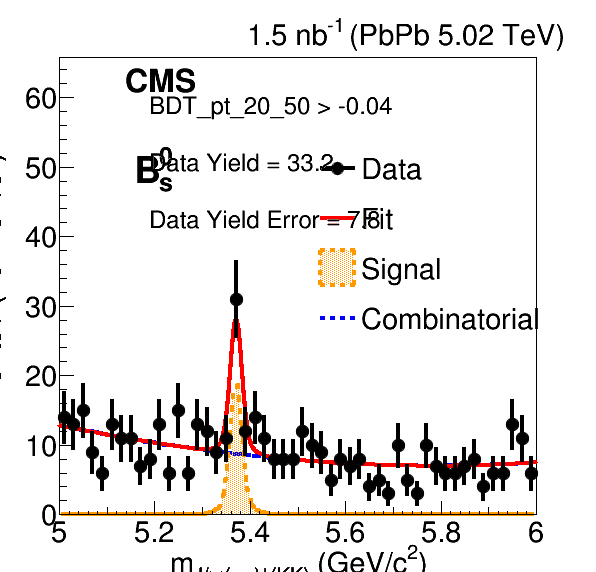 1.5 nb⁻¹ (PbPb 5.02 TeV)
CMS
BDT_pt_20_50 > -0.04
B⁰ₛ
Data Yield = 33.2
Data Yield Error = 7.8
Data
Fit
Signal
Combinatorial
60
50
40
30
20
10
0
5 5.2 5.4 5.6 5.8 6
(GeV/c²)